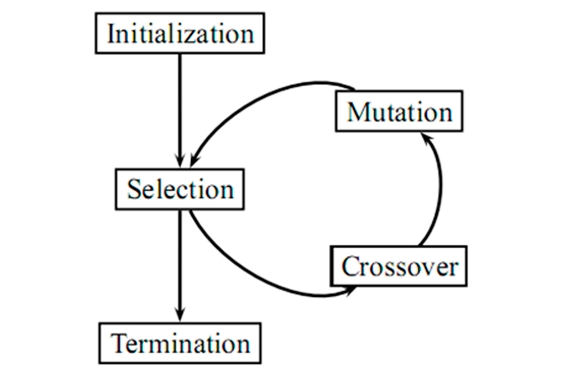 Initialization
Mutation
Selection
Crossover
Termination